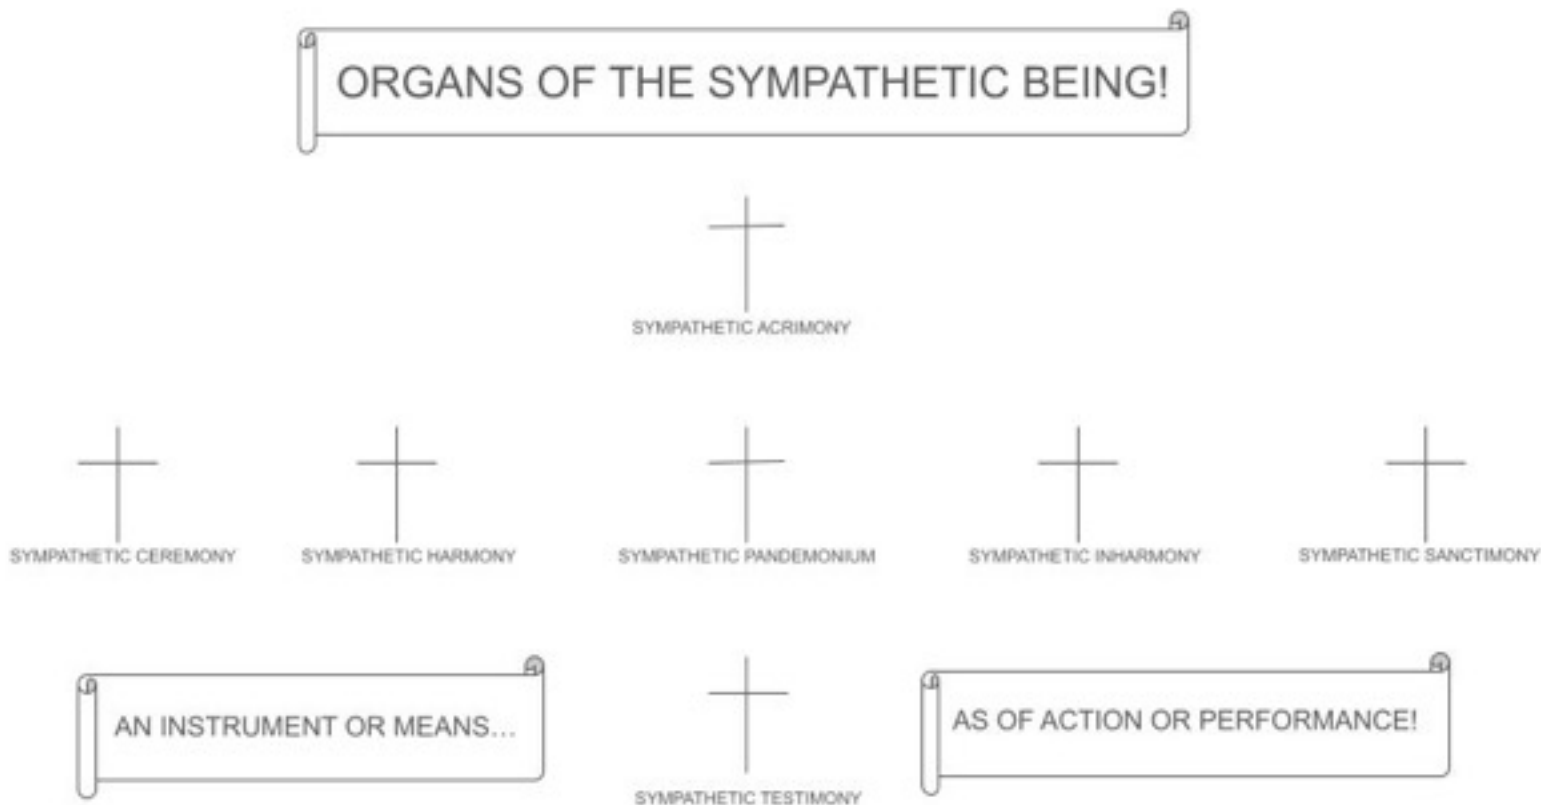 ORGANS OF THE SYMPATHETIC BEING!
SYMPATHETIC ACRIMONY
SYMPATHETIC CEREMONY
SYMPATHETIC HARMONY
SYMPATHETIC PANDEMONIUM
SYMPATHETIC INHARMONY
SYMPATHETIC SANCTIMONY
AN INSTRUMENT OR MEANS...
AS OF ACTION OR PERFORMANCE!
SYMPATHETIC TESTIMONY